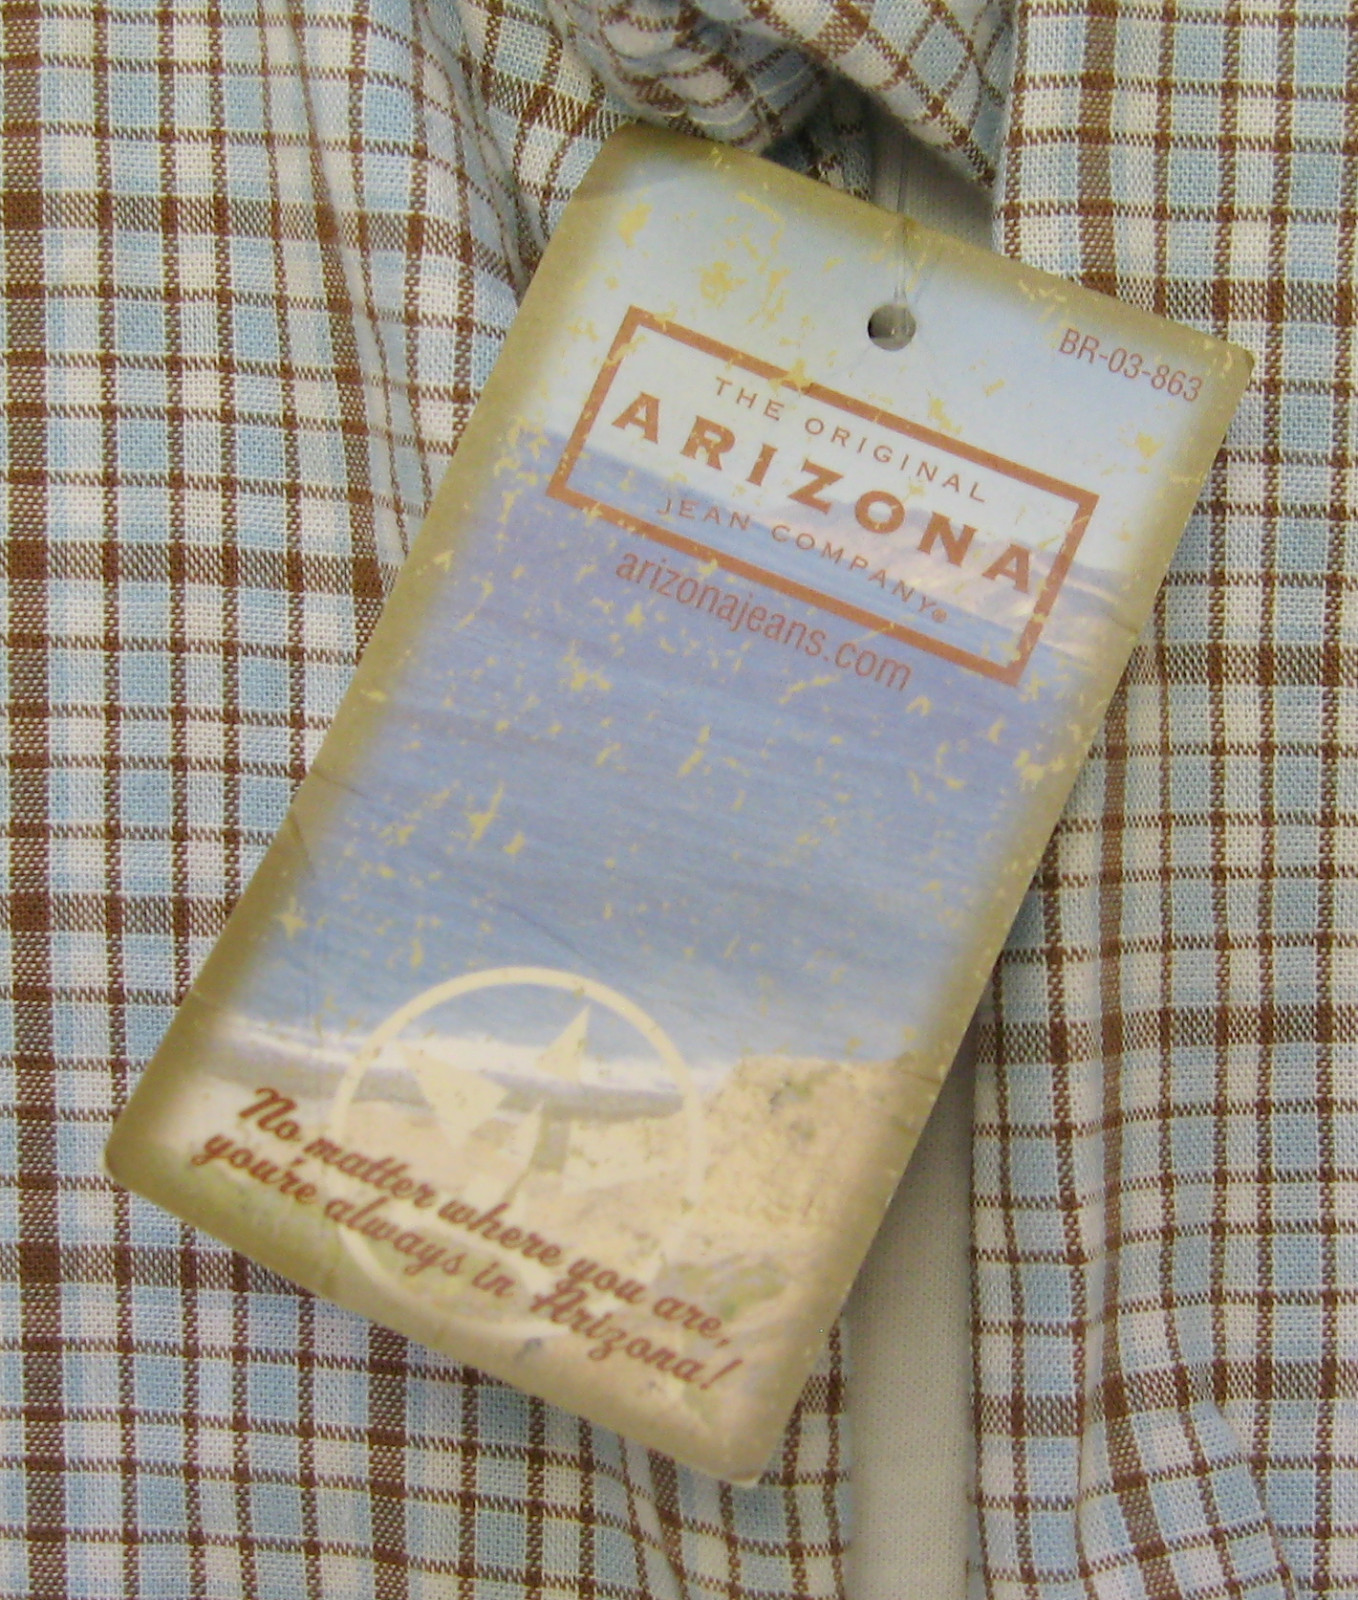 BR-03-863
THE ORIGINAL
ARIZONA
JEAN COMPANY®
arizonajeans.com
No matter where you are,
you're always in Arizona!